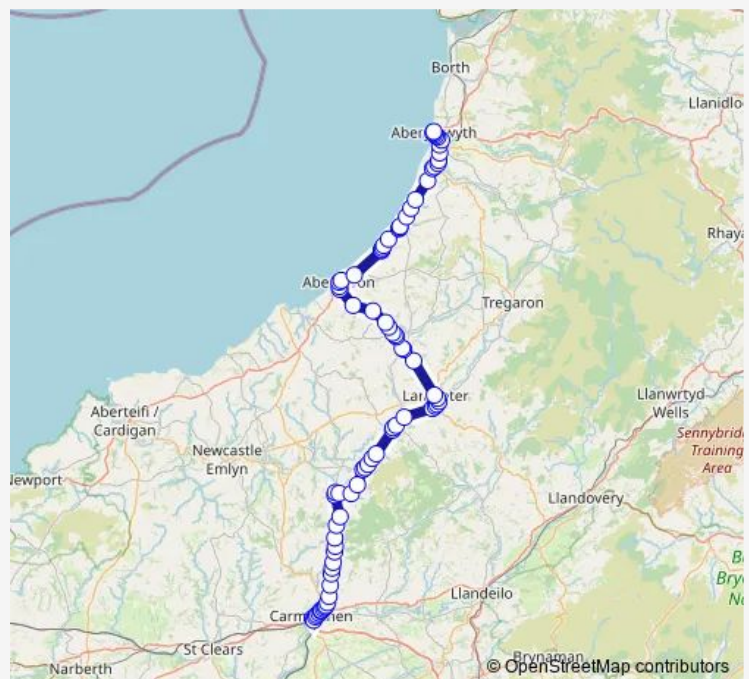 Borth
Llanidlo
Rhaya
Tregaron
Aberteifi /
Cardigan
Llanwrtyd
Wells
Newcastle
Emlyn
Sennybridg
Training
Area
Newport
Llandovery
Llandeilo
St Clears
Narberth
Brynaman
© OpenStreetMap contributors